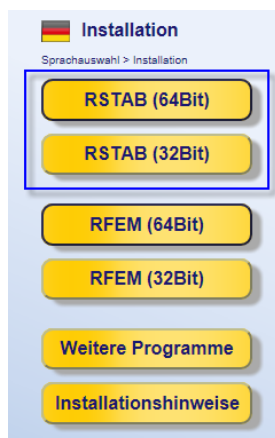 Installation
Sprachauswahl > Installation
RSTAB (64Bit)
RSTAB (32Bit)
RFEM (64Bit)
RFEM (32Bit)
Weitere Programme
Installationshinweise